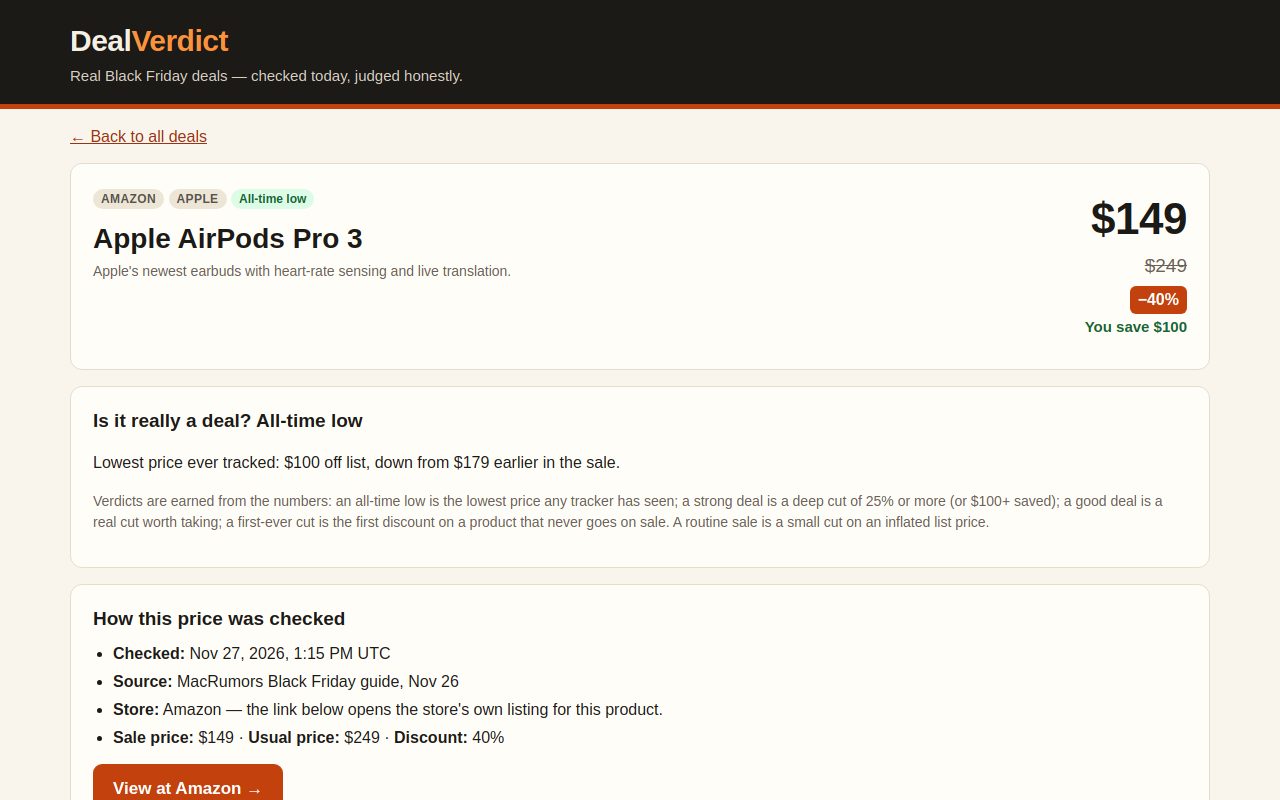 DealVerdict
Real Black Friday deals — checked today, judged honestly.
← Back to all deals
AMAZON APPLE All-time low
Apple AirPods Pro 3
Apple's newest earbuds with heart-rate sensing and live translation.
$149
$249
−40%
You save $100
Is it really a deal? All-time low
Lowest price ever tracked: $100 off list, down from $179 earlier in the sale.
Verdicts are earned from the numbers: an all-time low is the lowest price any tracker has seen; a strong deal is a deep cut of 25% or more (or $100+ saved); a good deal is a
real cut worth taking; a first-ever cut is the first discount on a product that never goes on sale. A routine sale is a small cut on an inflated list price.
How this price was checked
• Checked: Nov 27, 2026, 1:15 PM UTC
• Source: MacRumors Black Friday guide, Nov 26
• Store: Amazon — the link below opens the store's own listing for this product.
• Sale price: $149 · Usual price: $249 · Discount: 40%
View at Amazon →